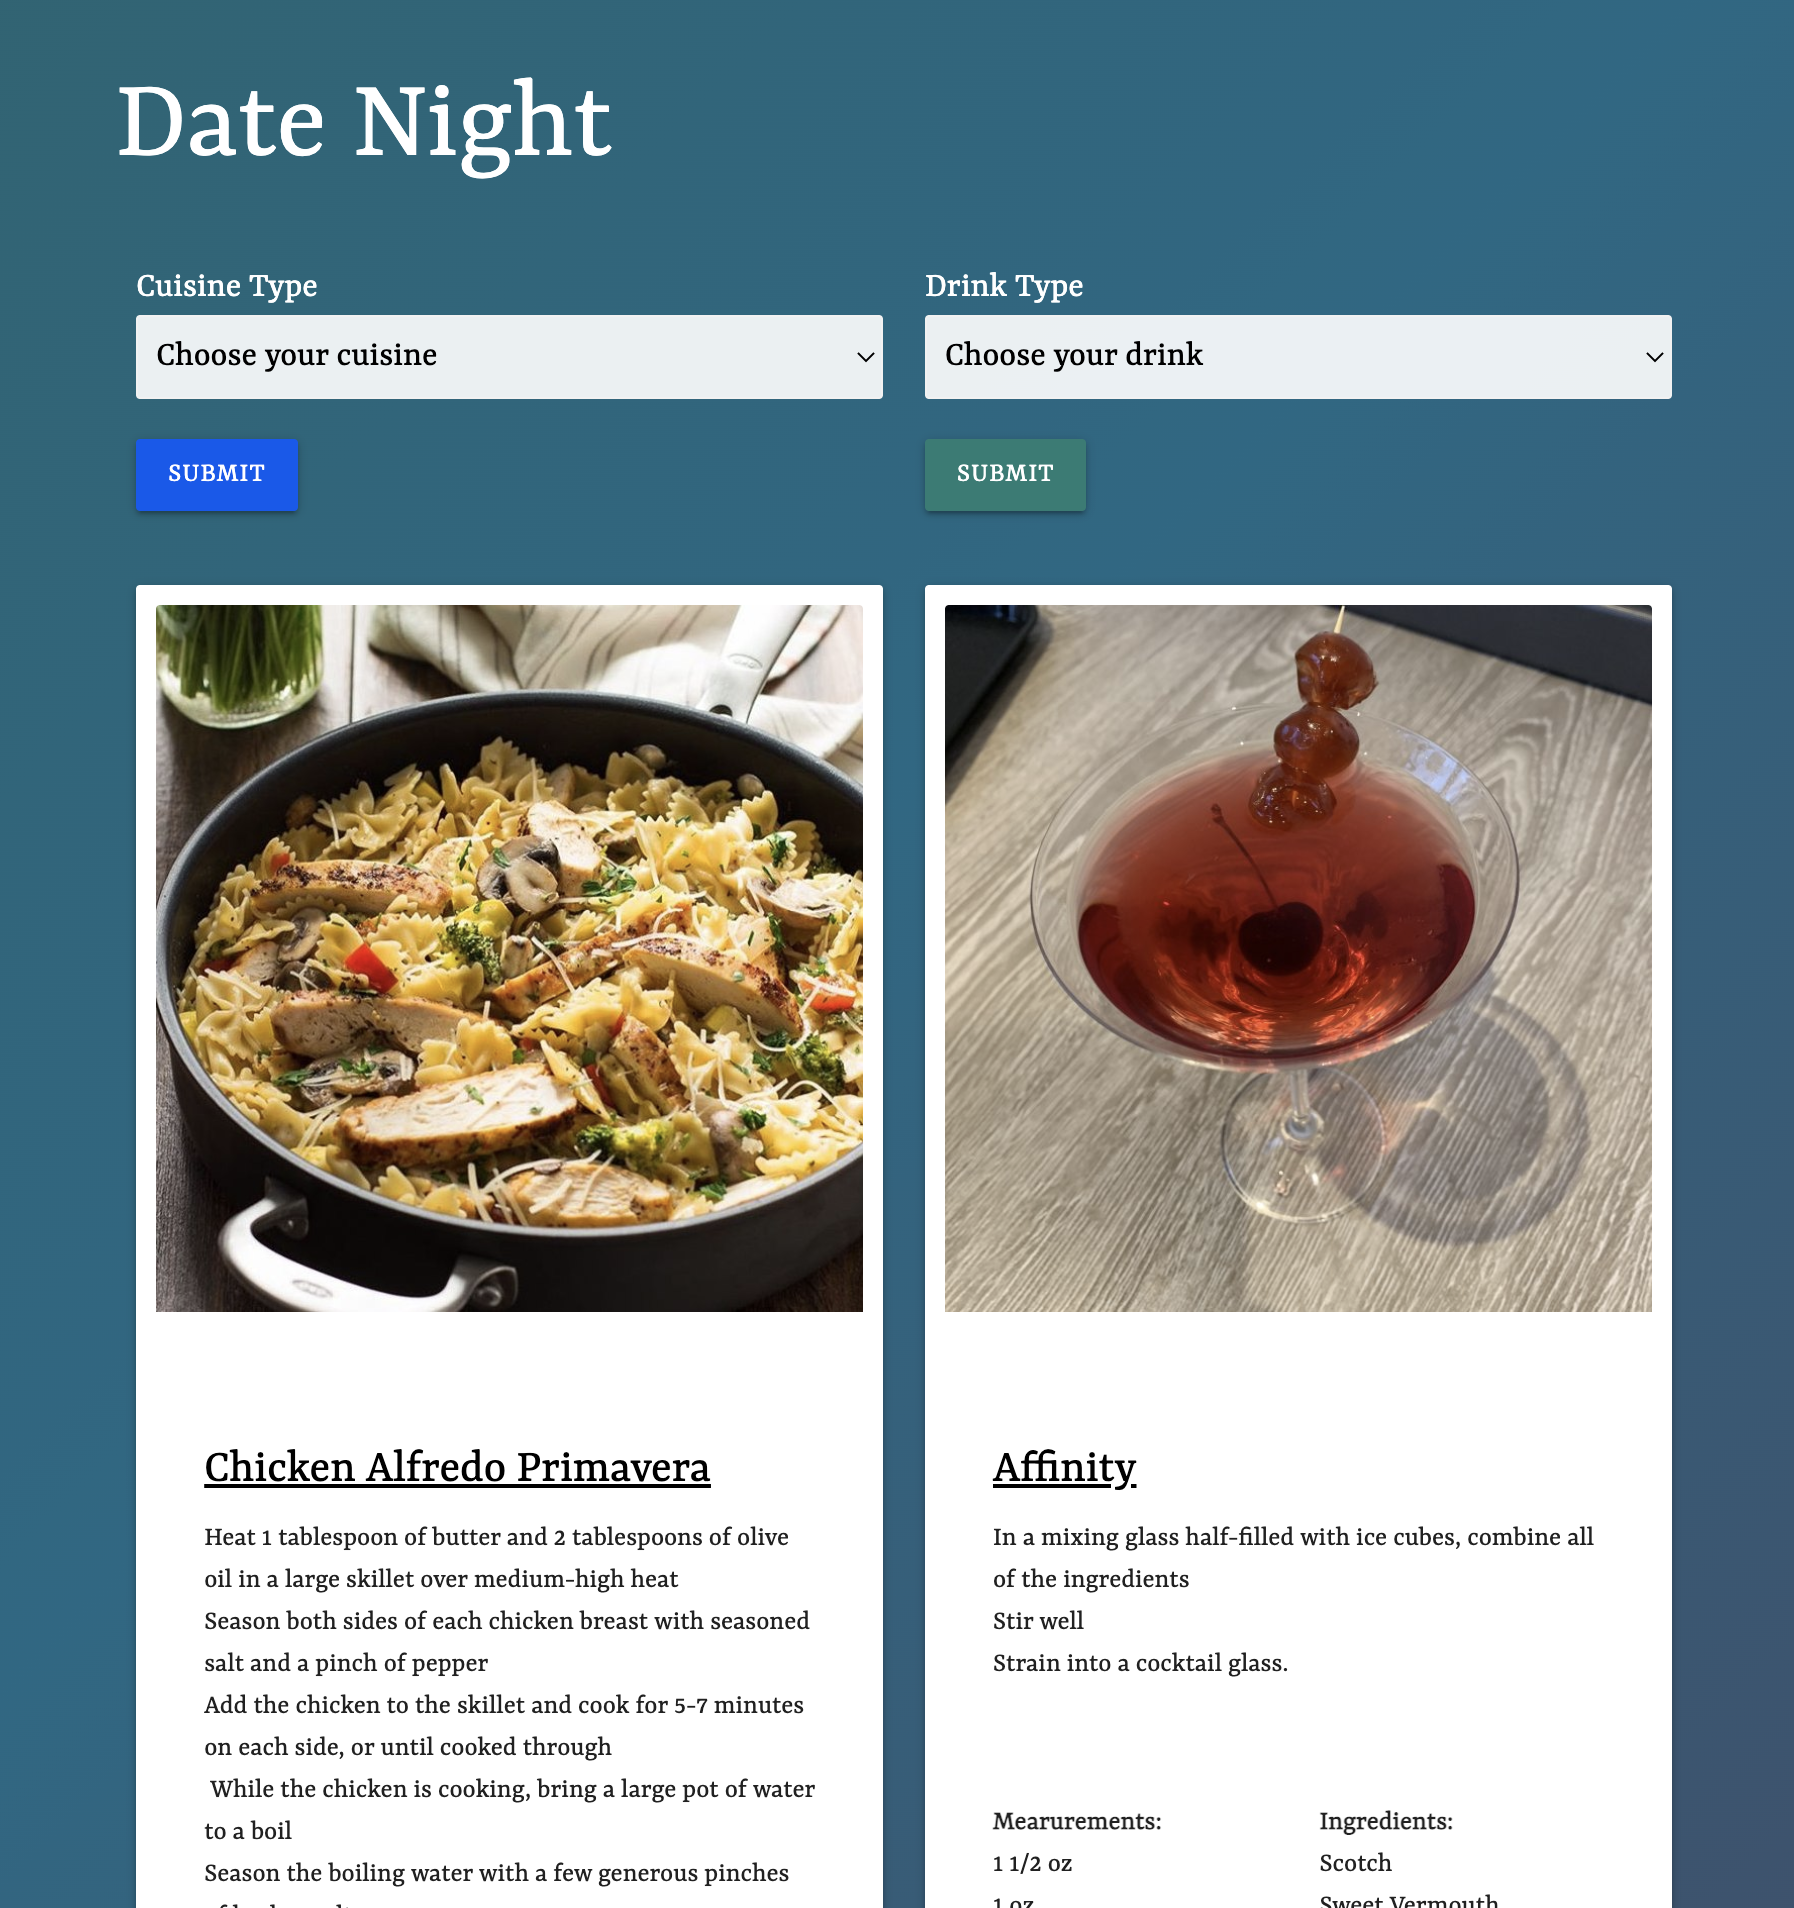 Date Night
Cuisine Type
Choose your cuisine
SUBMIT
Drink Type
Choose your drink
SUBMIT
Chicken Alfredo Primavera
Heat 1 tablespoon of butter and 2 tablespoons of olive
oil in a large skillet over medium-high heat
Season both sides of each chicken breast with seasoned
salt and a pinch of pepper
Add the chicken to the skillet and cook for 5-7 minutes
on each side, or until cooked through
While the chicken is cooking, bring a large pot of water
to a boil
Season the boiling water with a few generous pinches
Affinity
In a mixing glass half-filled with ice cubes, combine all
of the ingredients
Stir well
Strain into a cocktail glass.
Mearurements:
1 1/2 oz
1 oz
Ingredients:
Scotch
Sweet Vermouth